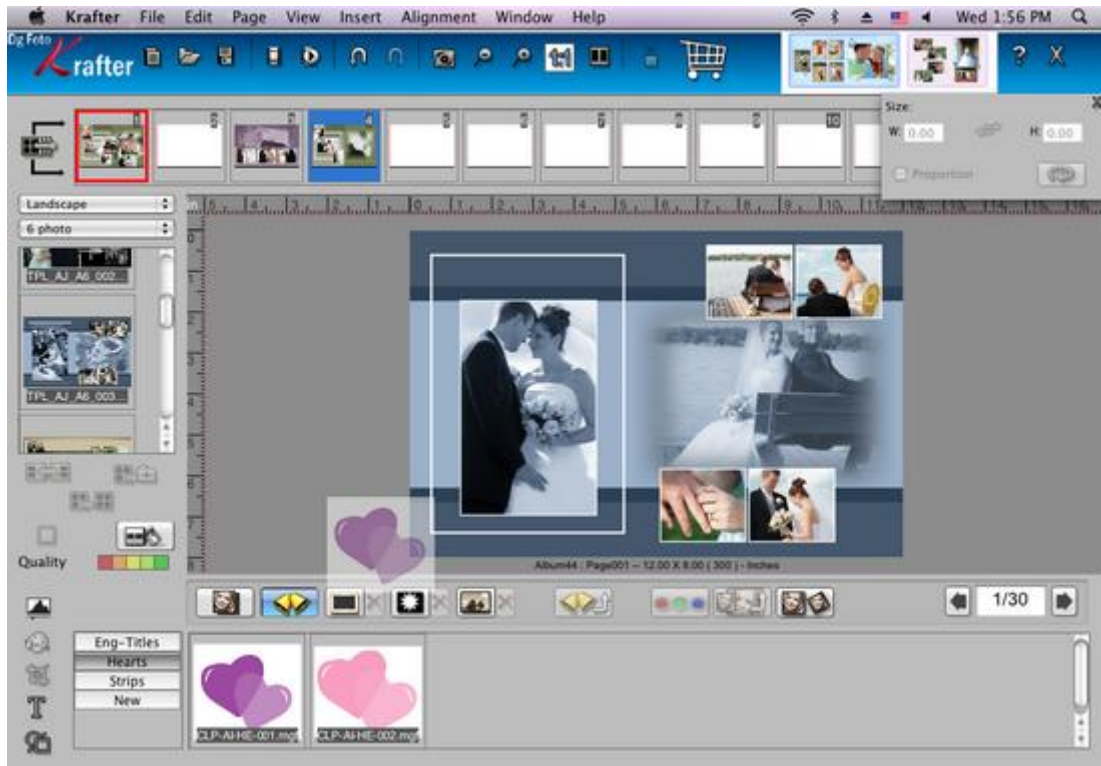 Krafter File Edit Page View Insert Alignment Window Help Wed 1:56 PM
Dg Foto
Krafter
? X
Size:
W: 0.00 H: 0.00
Proportion
Landscape
6 photo
TPL_AJ_A6_002...
TPL_AJ_A6_003...
Quality
Album44 : Page001 -- 12.00 X 8.00 ( 300 ) - Inches
1/30
Eng-Titles
Hearts
Strips
New
T
CLP-AI-HE-001.mgf
CLP-AI-HE-002.mgf